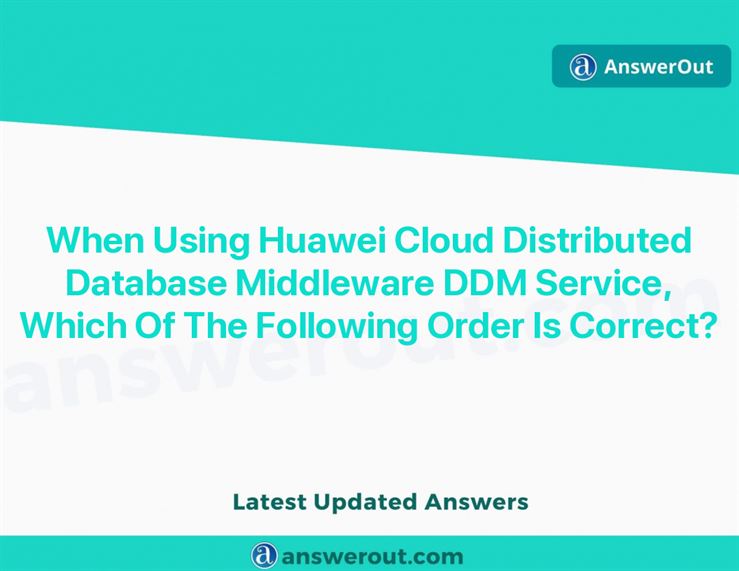 AnswerOut
When Using Huawei Cloud Distributed
Database Middleware DDM Service,
Which Of The Following Order Is Correct?
answerout.com
Latest Updated Answers
answerout.com